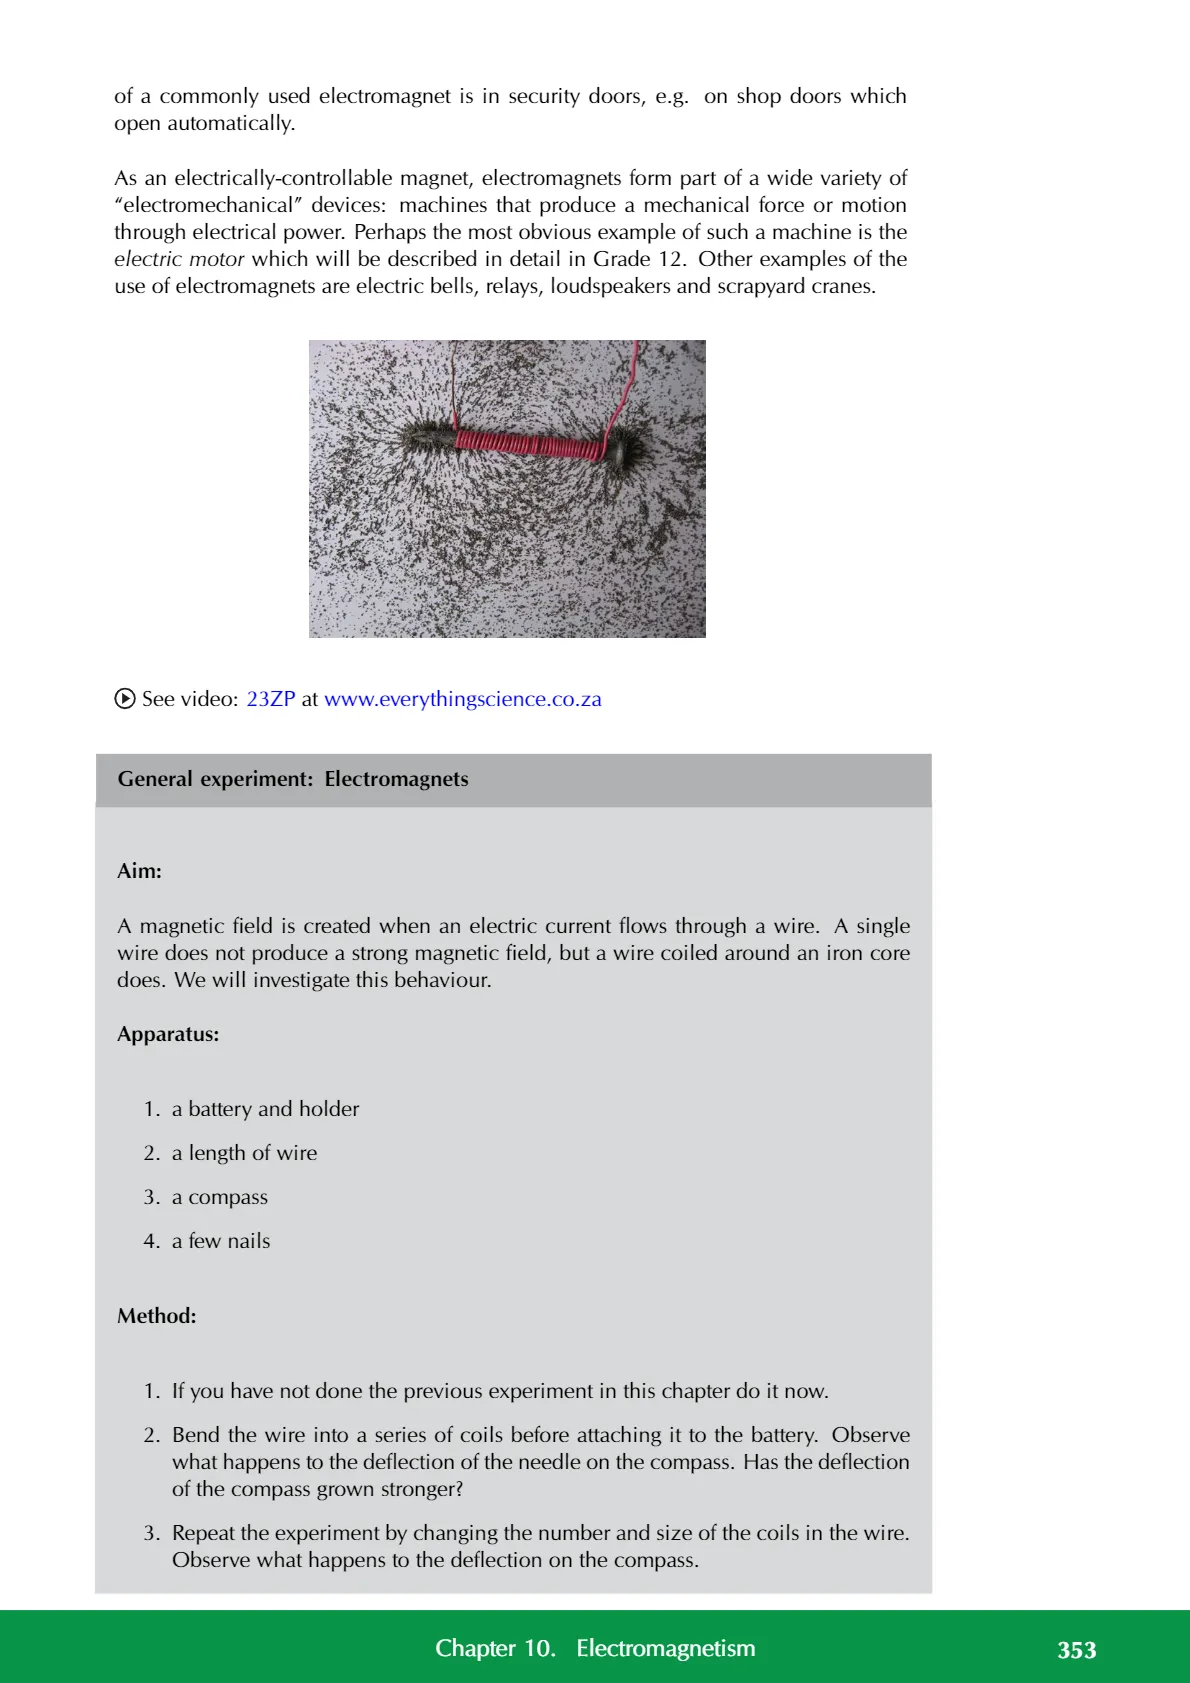 of a commonly used electromagnet is in security doors, e.g. on shop doors which
open automatically.
As an electrically-controllable magnet, electromagnets form part of a wide variety of
“electromechanical” devices: machines that produce a mechanical force or motion
through electrical power. Perhaps the most obvious example of such a machine is the
electric motor which will be described in detail in Grade 12. Other examples of the
use of electromagnets are electric bells, relays, loudspeakers and scrapyard cranes.
See video: 23ZP at www.everythingscience.co.za
General experiment: Electromagnets
Aim:
A magnetic field is created when an electric current flows through a wire. A single
wire does not produce a strong magnetic field, but a wire coiled around an iron core
does. We will investigate this behaviour.
Apparatus:
1. a battery and holder
2. a length of wire
3. a compass
4. a few nails
Method:
1. If you have not done the previous experiment in this chapter do it now.
2. Bend the wire into a series of coils before attaching it to the battery. Observe
what happens to the deflection of the needle on the compass. Has the deflection
of the compass grown stronger?
3. Repeat the experiment by changing the number and size of the coils in the wire.
Observe what happens to the deflection on the compass.
Chapter 10. Electromagnetism
353